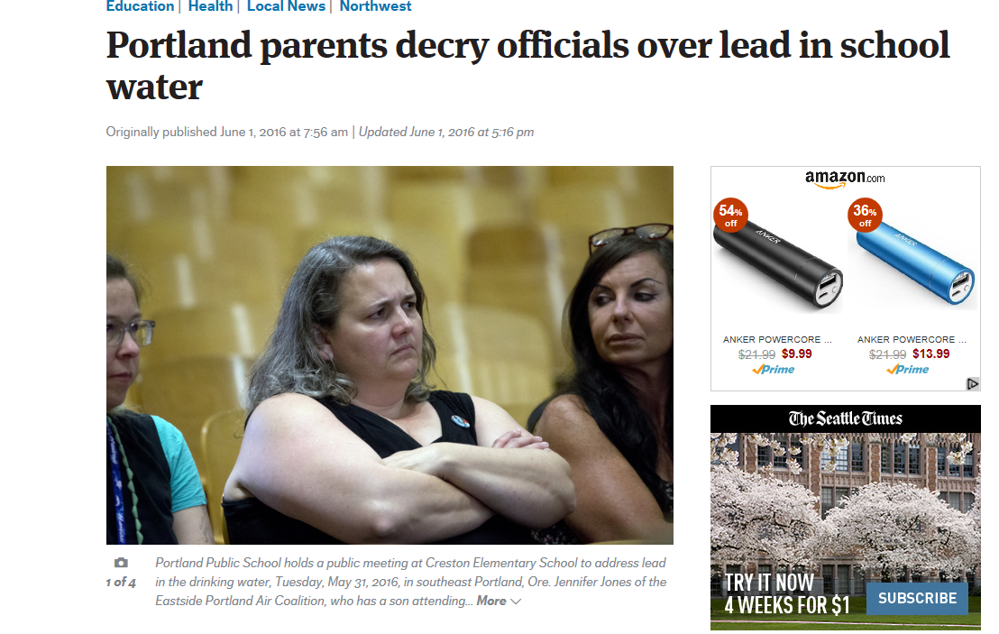 Education | Health | Local News | Northwest
Portland parents decry officials over lead in school
water
Originally published June 1, 2016 at 7:56 am | Updated June 1, 2016 at 5:16 pm
amazon.com
54% off
36% off
ANKER
ANKER
ANKER POWERCORE ...
ANKER POWERCORE ...
$21.99 $9.99
$21.99 $13.99
Prime
Prime
The Seattle Times
TRY IT NOW
4 WEEKS FOR $1
SUBSCRIBE
1 of 4
Portland Public School holds a public meeting at Creston Elementary School to address lead
in the drinking water, Tuesday, May 31, 2016, in southeast Portland, Ore. Jennifer Jones of the
Eastside Portland Air Coalition, who has a son attending... More